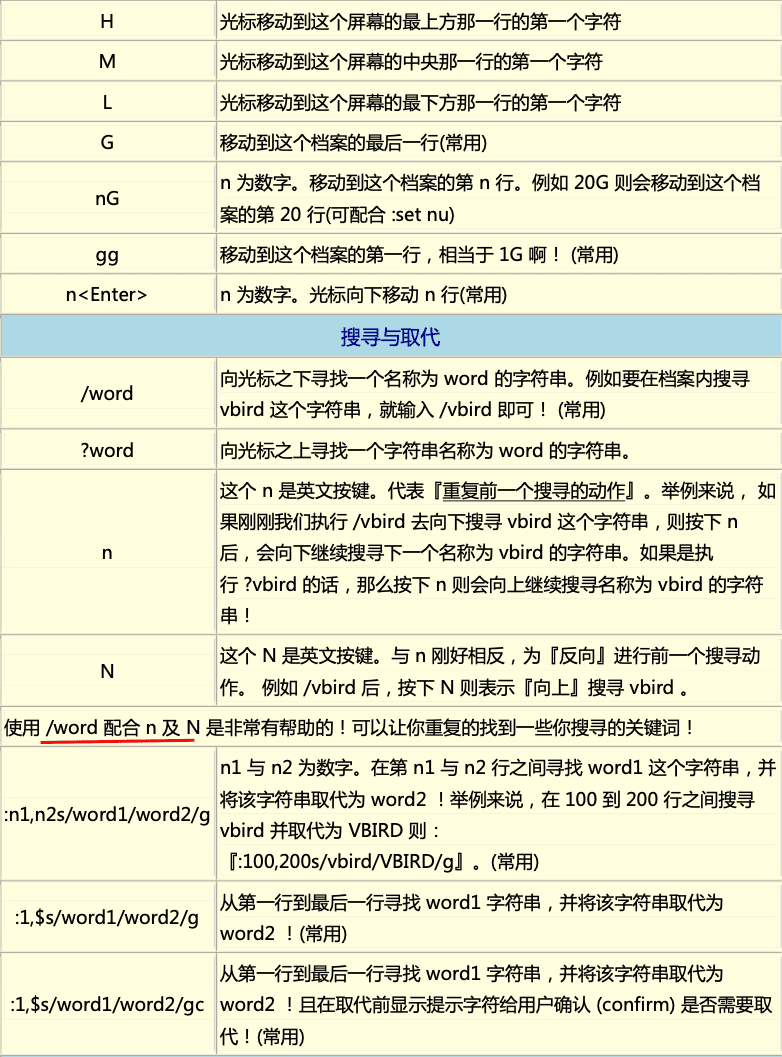 H 光标移动到这个屏幕的最上方那一行的第一个字符
M 光标移动到这个屏幕的中央那一行的第一个字符
L 光标移动到这个屏幕的最下方那一行的第一个字符
G 移动到这个档案的最后一行(常用)
nG
n 为数字。移动到这个档案的第 n 行。例如 20G 则会移动到这个档
案的第 20 行(可配合 :set nu)
gg 移动到这个档案的第一行，相当于 1G 啊！ (常用)
n<Enter> n 为数字。光标向下移动 n 行(常用)
搜寻与取代
/word
向光标之下寻找一个名称为 word 的字符串。例如要在档案内搜寻
vbird 这个字符串，就输入 /vbird 即可！ (常用)
?word 向光标之上寻找一个字符串名称为 word 的字符串。
n
这个 n 是英文按键。代表『重复前一个搜寻的动作』。举例来说， 如
果刚刚我们执行 /vbird 去向下搜寻 vbird 这个字符串，则按下 n
后，会向下继续搜寻下一个名称为 vbird 的字符串。如果是执
行 ?vbird 的话，那么按下 n 则会向上继续搜寻名称为 vbird 的字符
串！
N
这个 N 是英文按键。与 n 刚好相反，为『反向』进行前一个搜寻动
作。 例如 /vbird 后，按下 N 则表示『向上』搜寻 vbird 。
使用 /word 配合 n 及 N 是非常有帮助的！可以让你重复的找到一些你搜寻的关键词！
:n1,n2s/word1/word2/g
n1 与 n2 为数字。在第 n1 与 n2 行之间寻找 word1 这个字符串，并
将该字符串取代为 word2 ！举例来说，在 100 到 200 行之间搜寻
vbird 并取代为 VBIRD 则：
『:100,200s/vbird/VBIRD/g』。(常用)
:1,$s/word1/word2/g
从第一行到最后一行寻找 word1 字符串，并将该字符串取代为
word2 ！(常用)
:1,$s/word1/word2/gc
从第一行到最后一行寻找 word1 字符串，并将该字符串取代为
word2 ！且在取代前显示提示字符给用户确认 (confirm) 是否需要取
代！(常用)